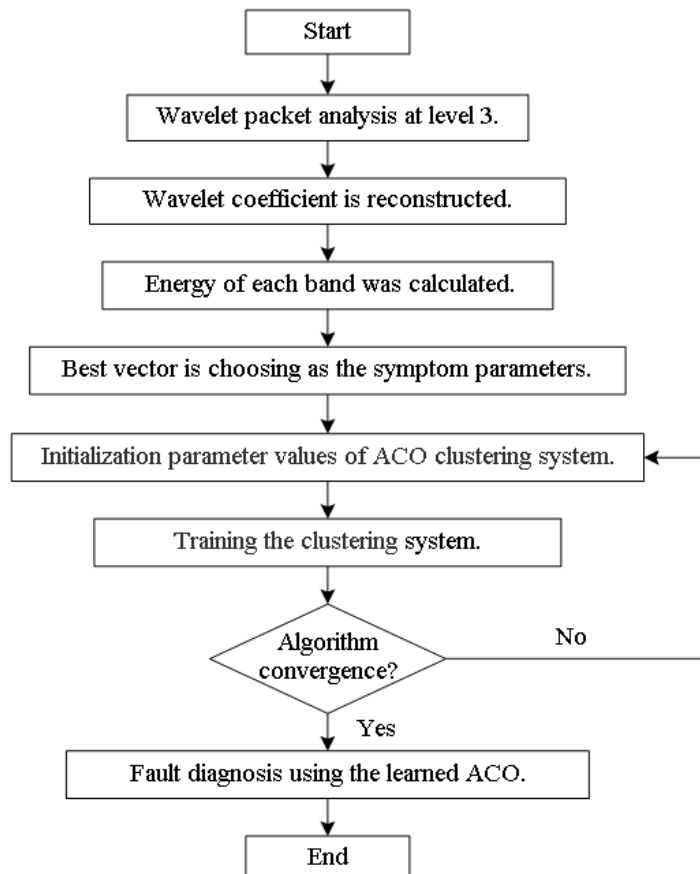 Start
Wavelet packet analysis at level 3.
Wavelet coefficient is reconstructed.
Energy of each band was calculated.
Best vector is choosing as the symptom parameters.
Initialization parameter values of ACO clustering system.
Training the clustering system.
Algorithm
convergence?
No
Yes
Fault diagnosis using the learned ACO.
End